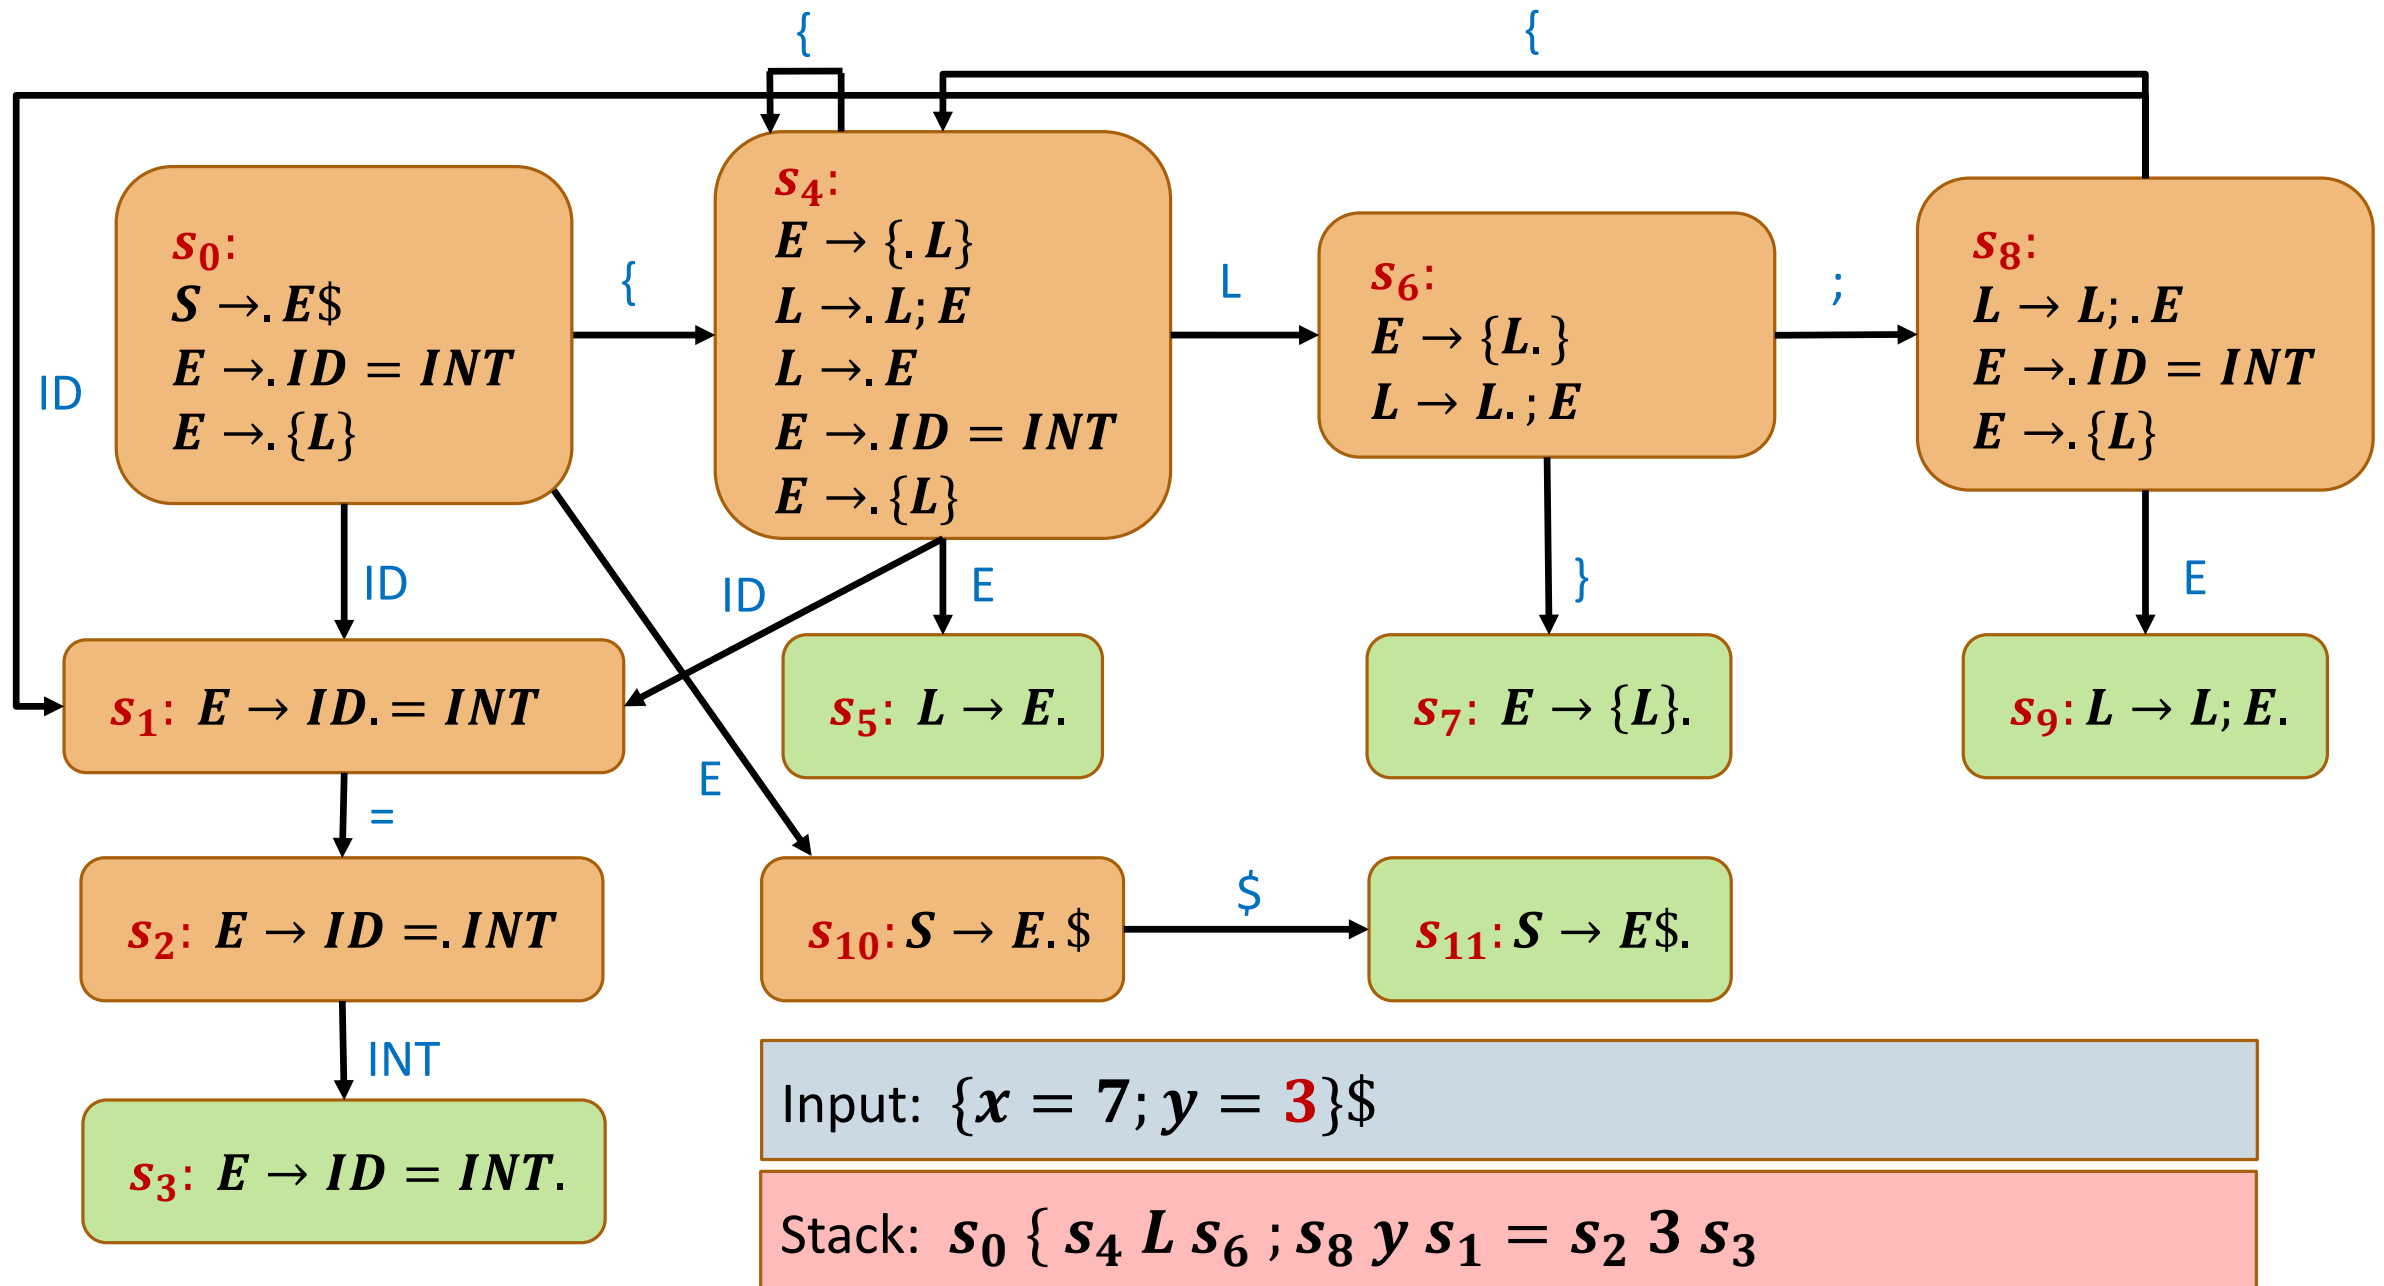 {
{
s₀:
S →. E$
E →. ID = INT
E →. {L}
{
s₄:
E → {. L}
L →. L; E
L →. E
E →. ID = INT
E →. {L}
L
s₆:
E → {L. }
L → L. ; E
;
s₈:
L → L; . E
E →. ID = INT
E →. {L}
ID
ID
ID
E
}
E
s₁: E → ID. = INT
s₅: L → E.
s₇: E → {L}.
s₉: L → L; E.
E
=
s₂: E → ID =. INT
s₁₀: S → E. $
$
s₁₁: S → E$.
INT
s₃: E → ID = INT.
Input: {x = 7; y = 3}$
Stack: s₀ { s₄ L s₆ ; s₈ y s₁ = s₂ 3 s₃